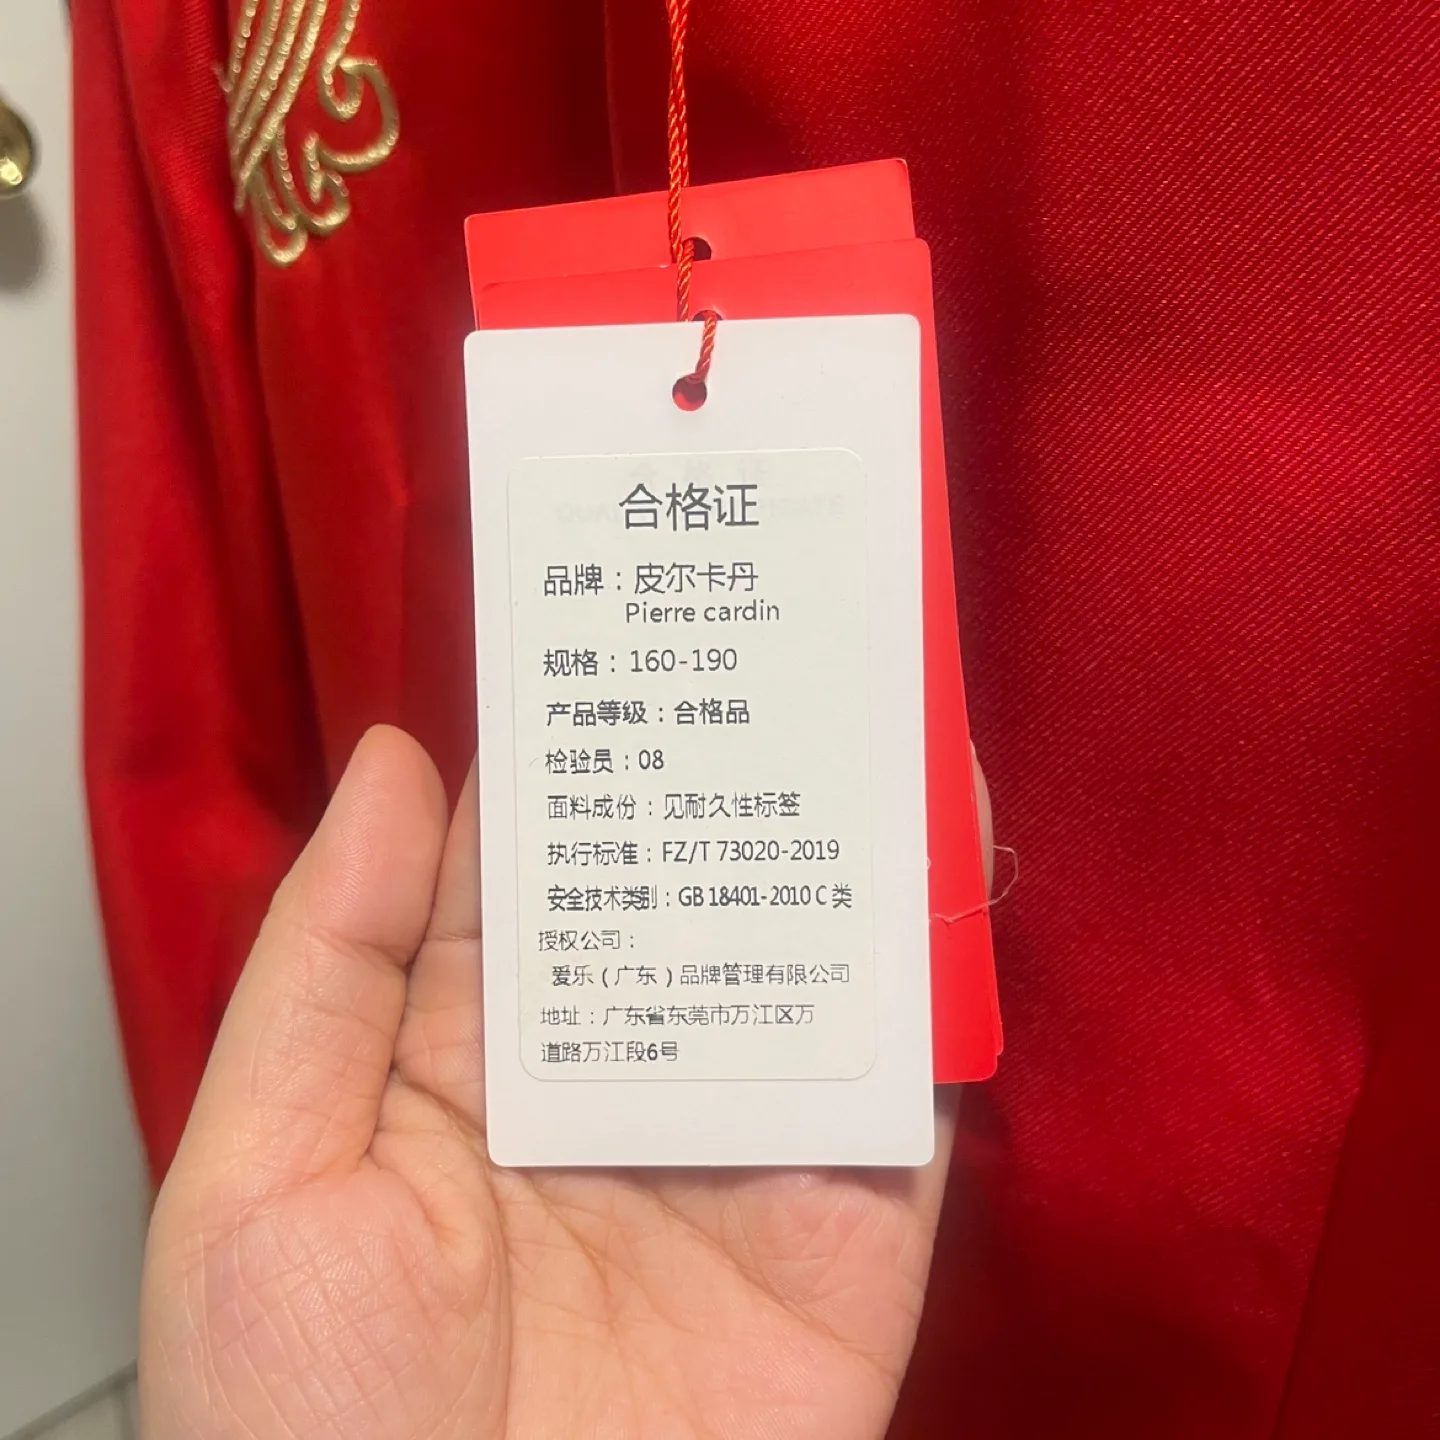 合格证
品牌：皮尔卡丹
Pierre cardin
规格：160-190
产品等级：合格品
检验员：08
面料成份：见耐久性标签
执行标准：FZ/T 73020-2019
安全技术类别：GB 18401-2010 C 类
授权公司：
爱乐（广东）品牌管理有限公司
地址：广东省东莞市万江区万
道路万江段6号